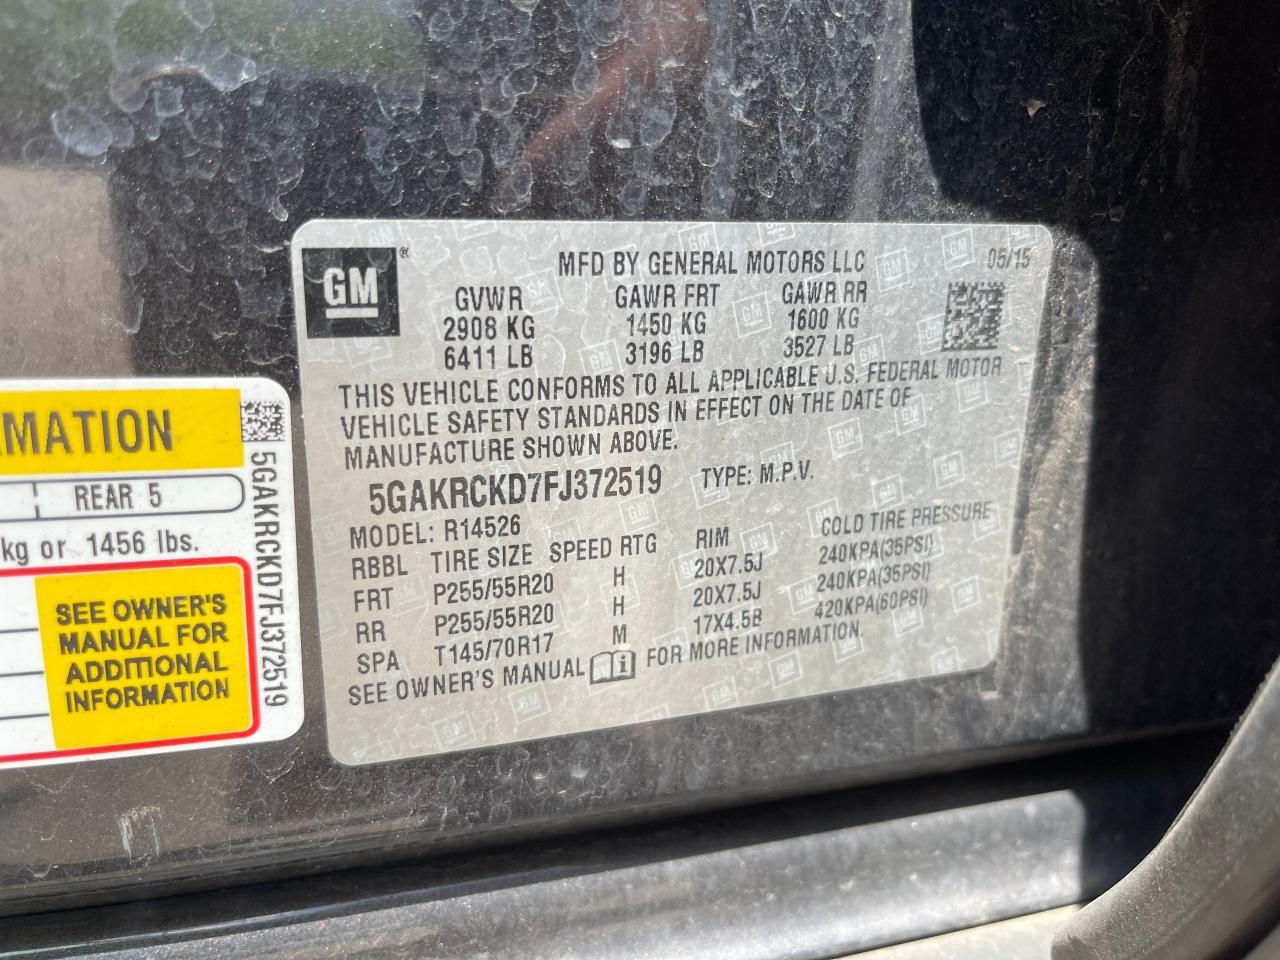 GM®
MFD BY GENERAL MOTORS LLC
05/15
GVWR GAWR FRT GAWR RR
2908 KG 1450 KG 1600 KG
6411 LB 3196 LB 3527 LB
THIS VEHICLE CONFORMS TO ALL APPLICABLE U.S. FEDERAL MOTOR
VEHICLE SAFETY STANDARDS IN EFFECT ON THE DATE OF
MANUFACTURE SHOWN ABOVE.
5GAKRCKD7FJ372519 TYPE: M.P.V.
MODEL: R14526
RBBL TIRE SIZE SPEED RTG RIM COLD TIRE PRESSURE
FRT P255/55R20 H 20X7.5J 240KPA(35PSI)
RR P255/55R20 H 20X7.5J 240KPA(35PSI)
SPA T145/70R17 M 17X4.5B 420KPA(60PSI)
SEE OWNER'S MANUAL FOR MORE INFORMATION.
MATION
REAR 5
kg or 1456 lbs.
SEE OWNER'S
MANUAL FOR
ADDITIONAL
INFORMATION
5GAKRCKD7FJ372519